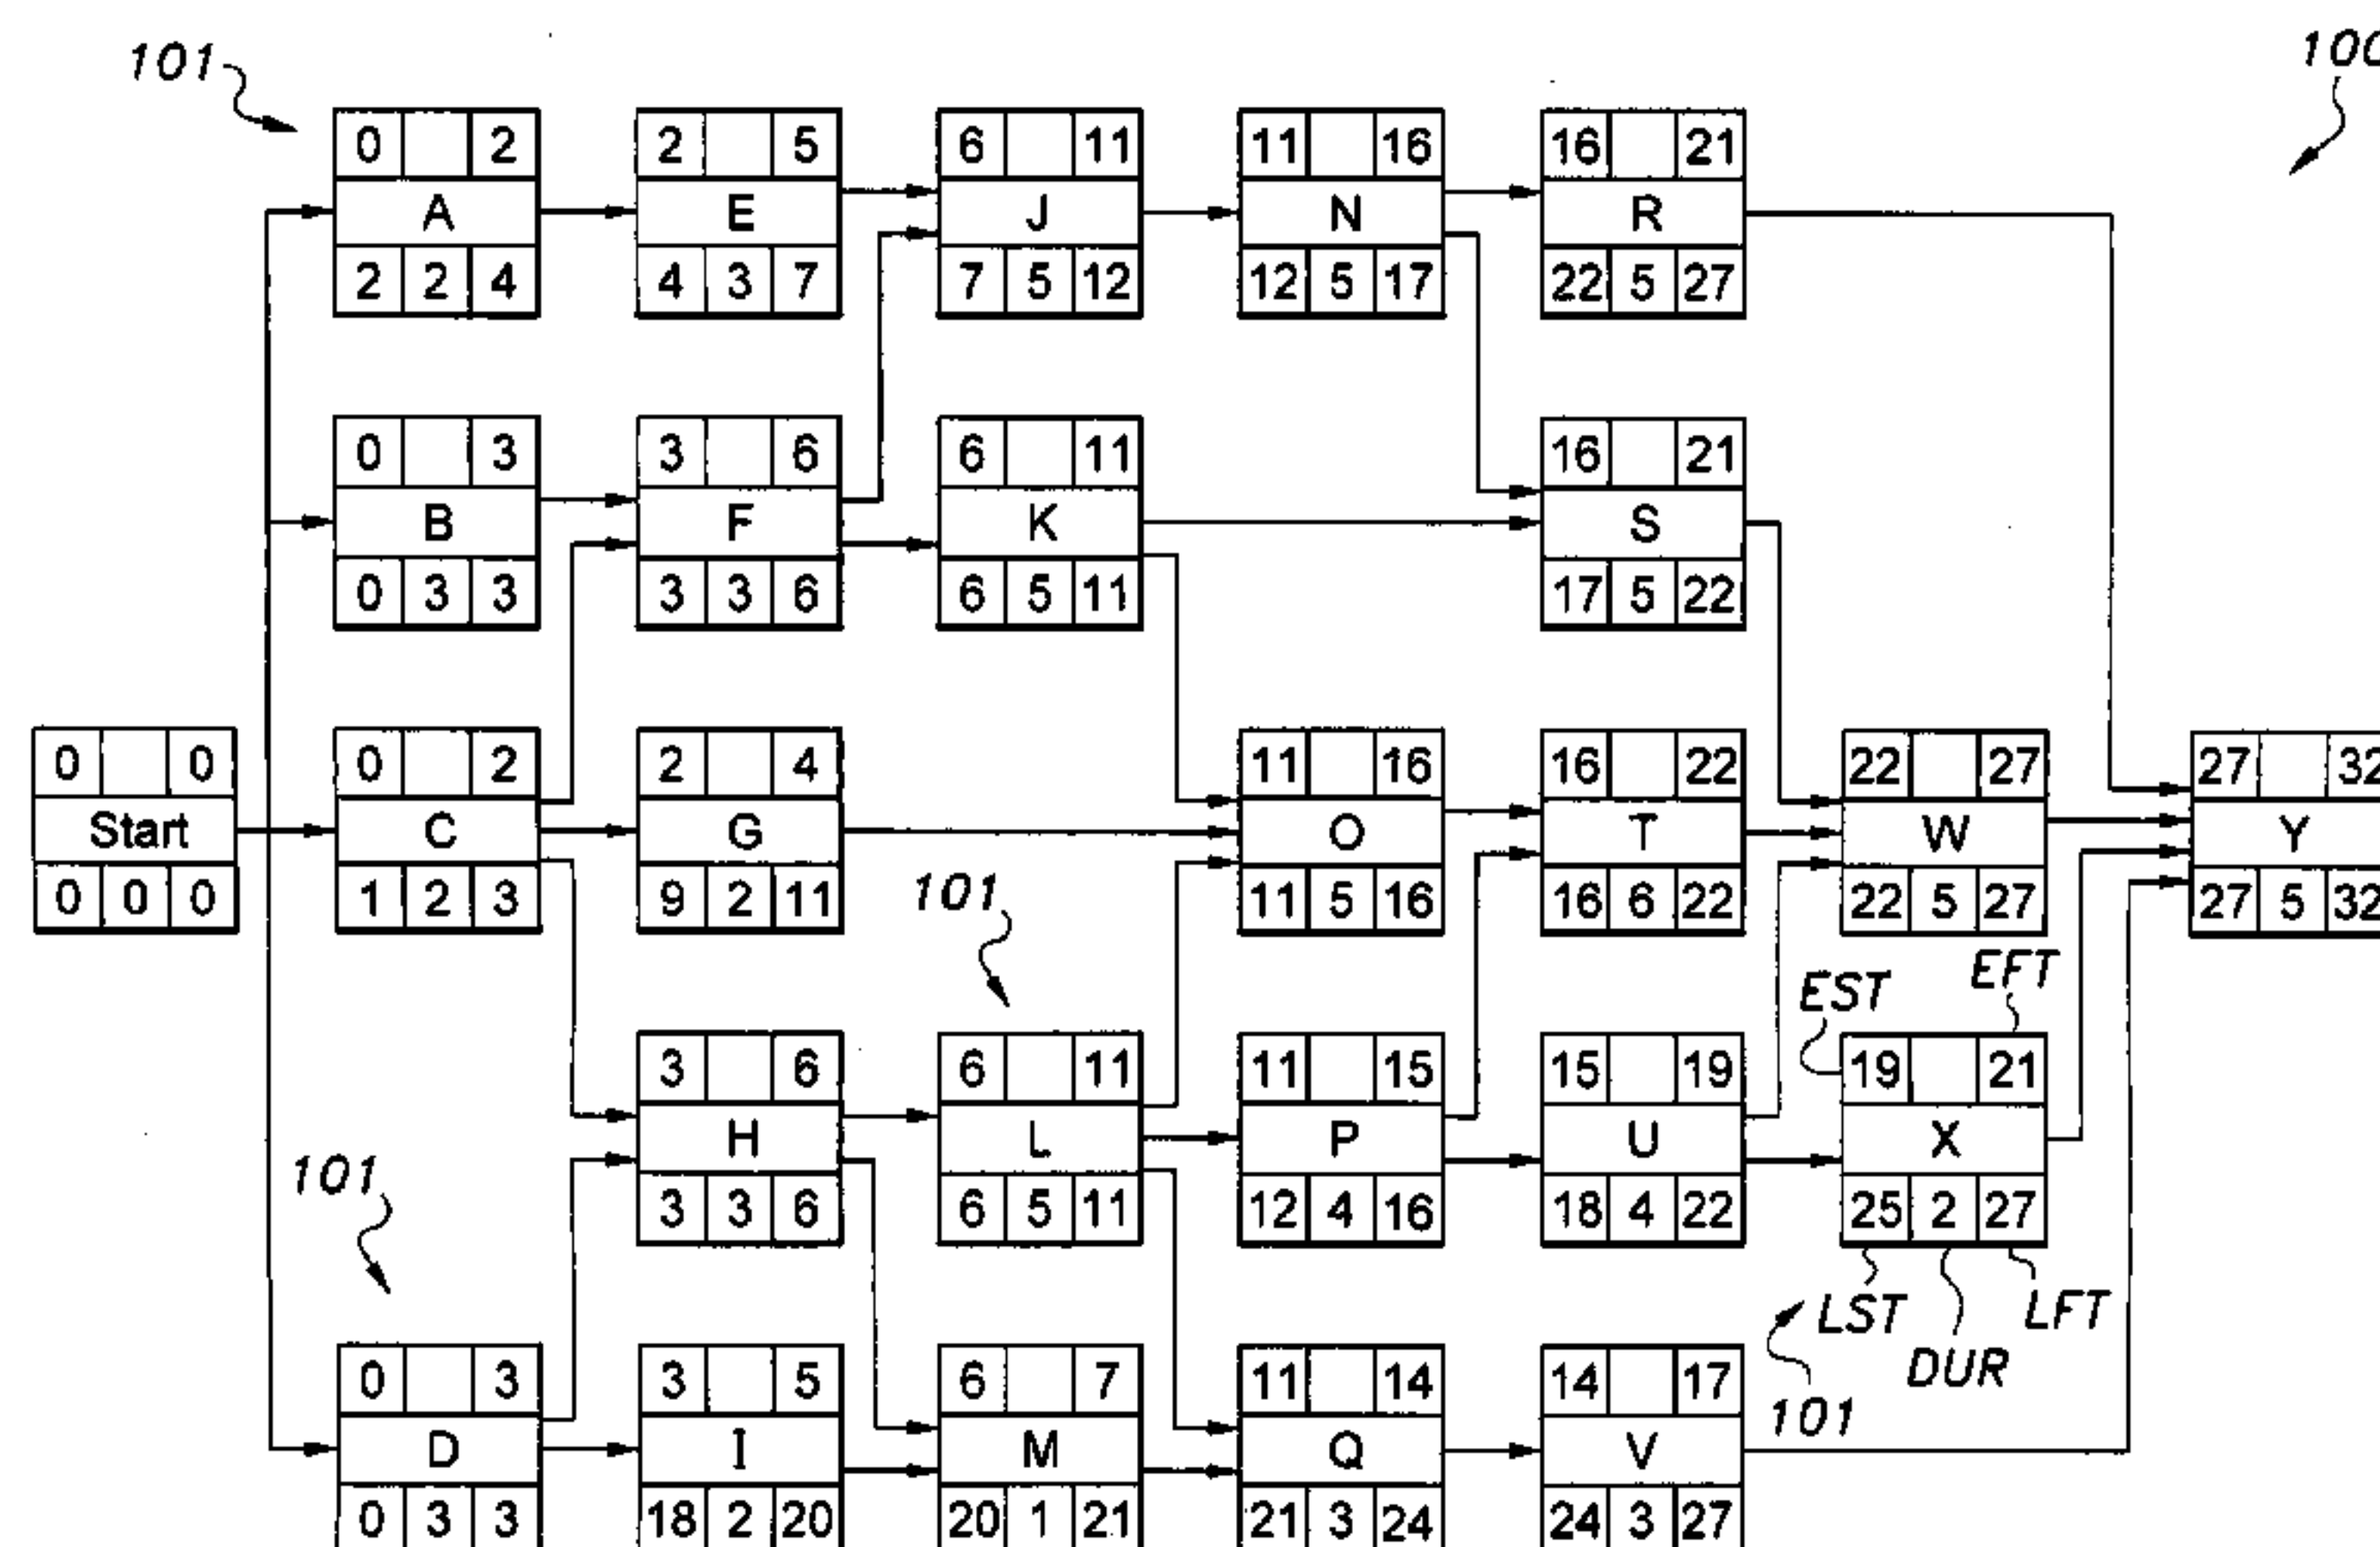 101 100
0 2 2 5 6 11 11 16 16 21
A E J N R
2 2 4 4 3 7 7 5 12 12 5 17 22 5 27
0 3 3 6 6 11 16 21
B F K S
0 3 3 3 3 6 6 5 11 17 5 22
0 0 0 2 2 4 11 16 16 22 22 27 27 32
Start C G O T W Y
0 0 0 1 2 3 9 2 11 101 11 5 16 16 6 22 22 5 27 27 5 32
EST EFT
3 6 6 11 11 15 15 19 19 21
101 H L P U X
3 3 6 6 5 11 12 4 16 18 4 22 25 2 27
LST DUR LFT
0 3 3 5 6 7 11 14 14 17 101
D I M Q V
0 3 3 18 2 20 20 1 21 21 3 24 24 3 27